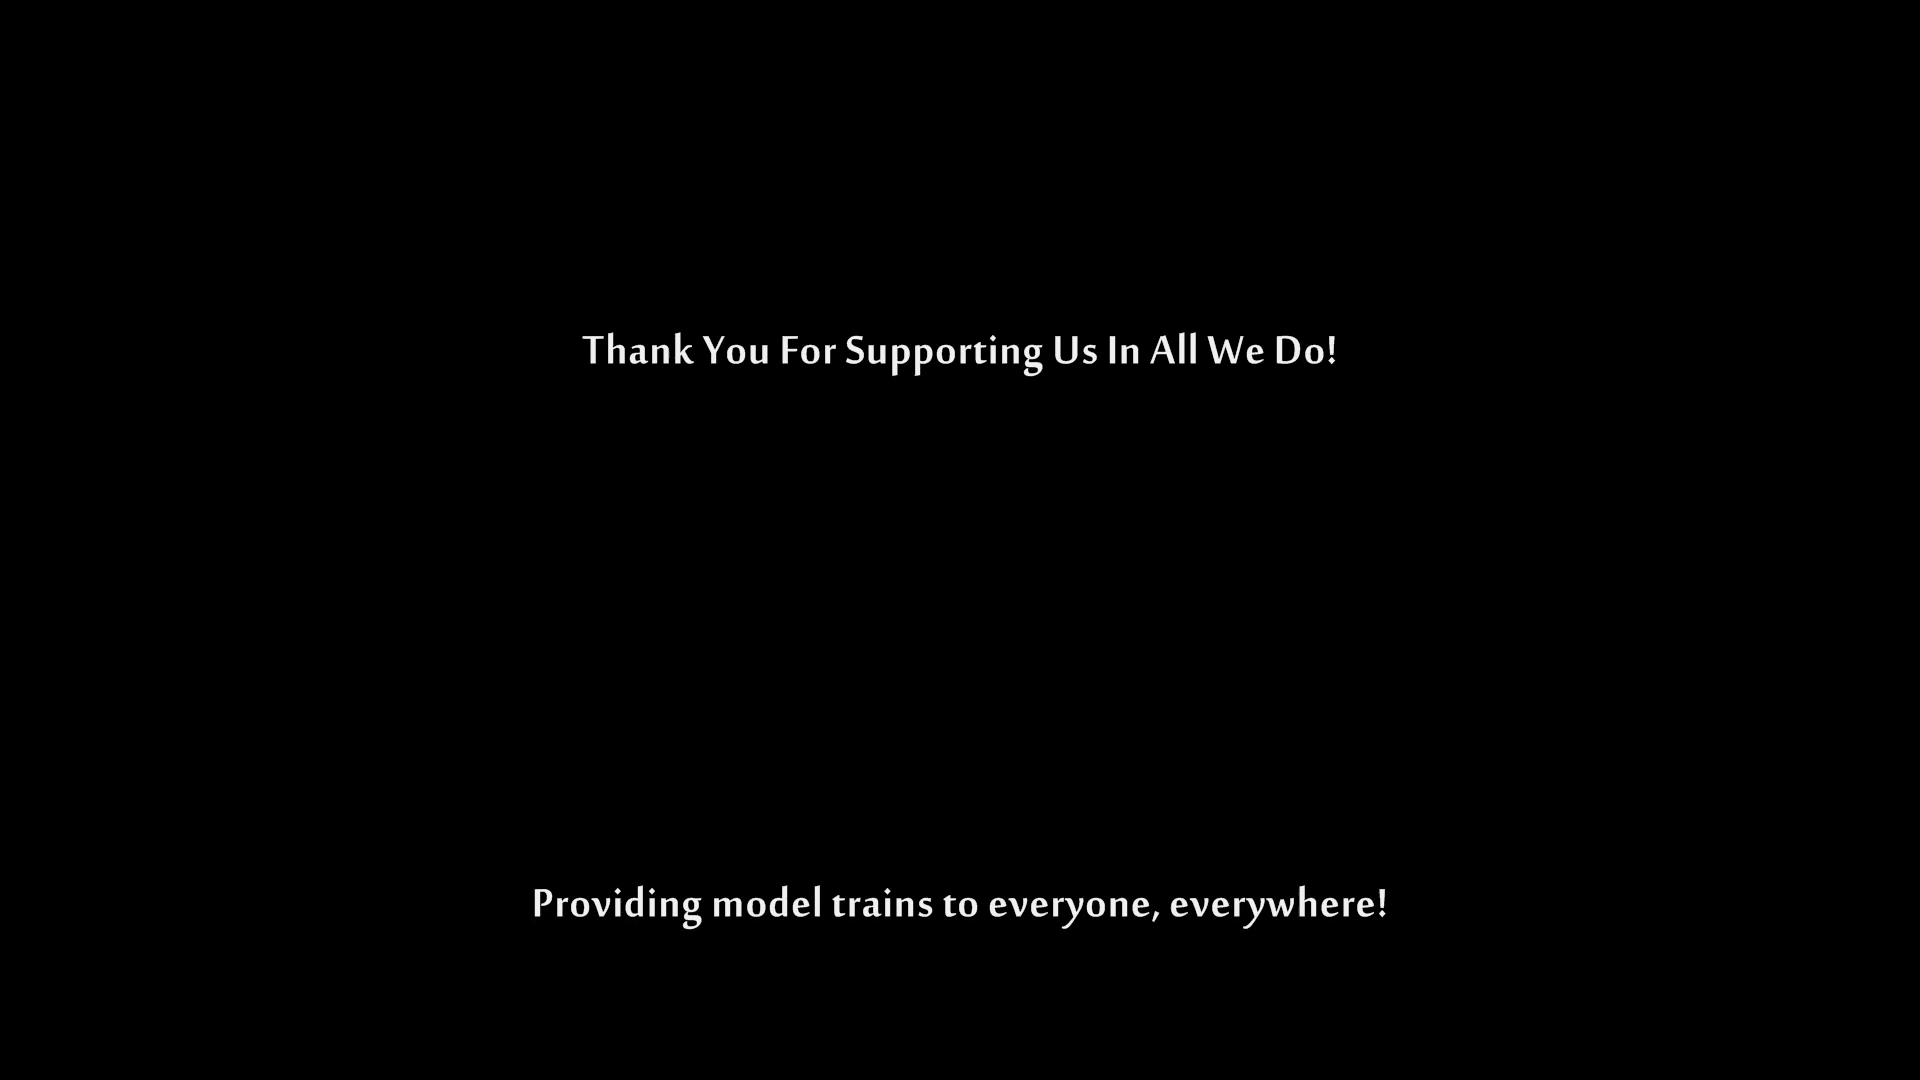 Thank You For Supporting Us In All We Do!
Providing model trains to everyone, everywhere!